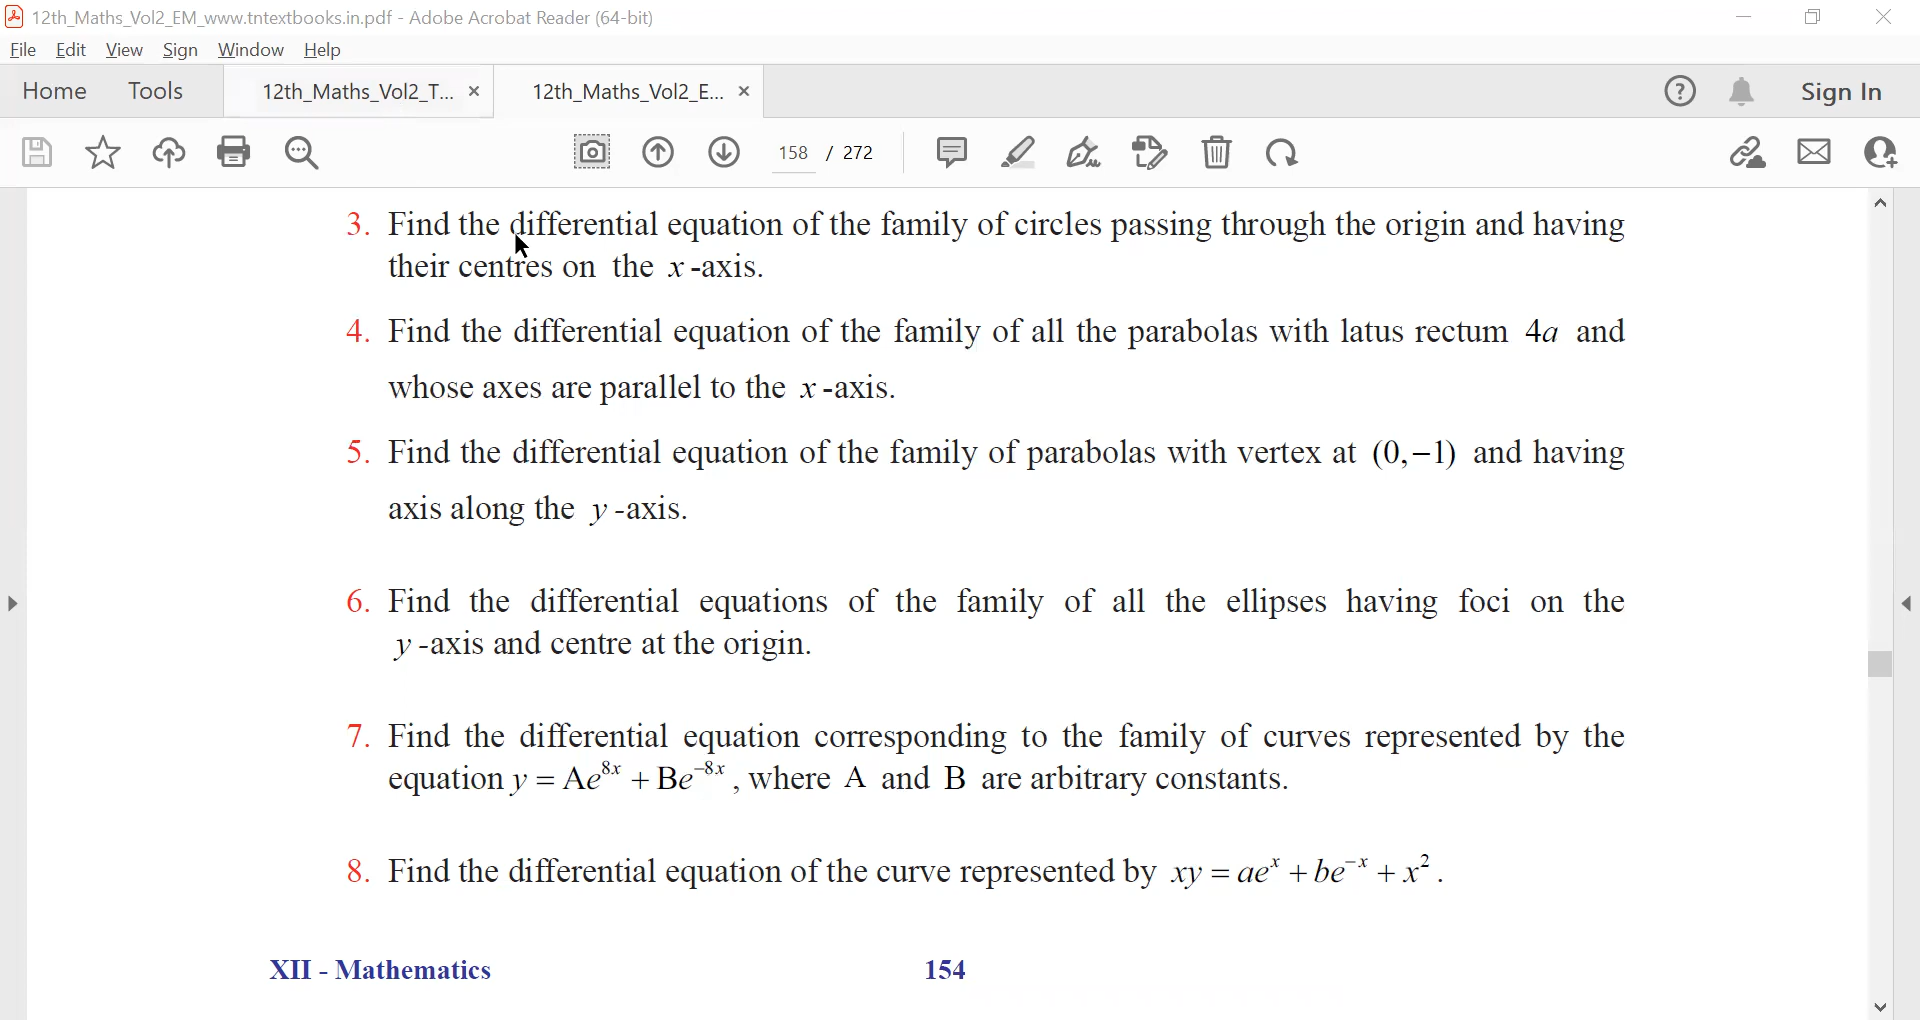 12th_Maths_Vol2_EM_www.tntextbooks.in.pdf - Adobe Acrobat Reader (64-bit)
File Edit View Sign Window Help
Home Tools 12th_Maths_Vol2_T... × 12th_Maths_Vol2_E... × Sign In
158 / 272
3. Find the differential equation of the family of circles passing through the origin and having
their centres on the x-axis.
4. Find the differential equation of the family of all the parabolas with latus rectum 4a and
whose axes are parallel to the x-axis.
5. Find the differential equation of the family of parabolas with vertex at (0,−1) and having
axis along the y-axis.
6. Find the differential equations of the family of all the ellipses having foci on the
y-axis and centre at the origin.
7. Find the differential equation corresponding to the family of curves represented by the
equation y = Ae^{8x} + Be^{−8x}, where A and B are arbitrary constants.
8. Find the differential equation of the curve represented by xy = ae^{x} + be^{−x} + x^{2}.
XII - Mathematics 154